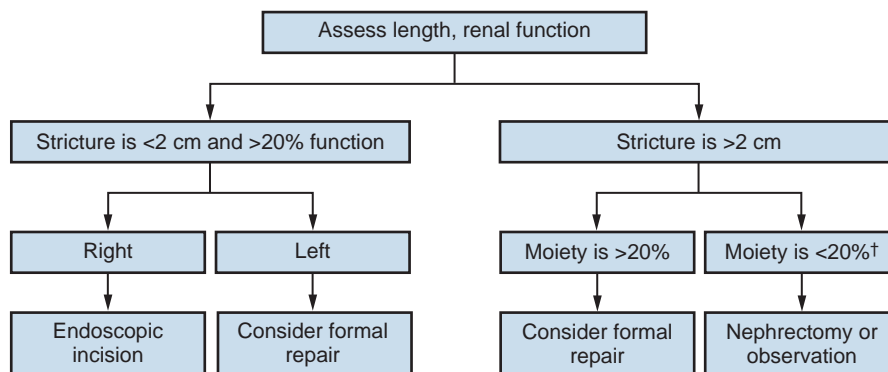 Assess length, renal function
Stricture is <2 cm and >20% function
Stricture is >2 cm
Right
Left
Moiety is >20%
Moiety is <20%†
Endoscopic
incision
Consider formal
repair
Consider formal
repair
Nephrectomy or
observation